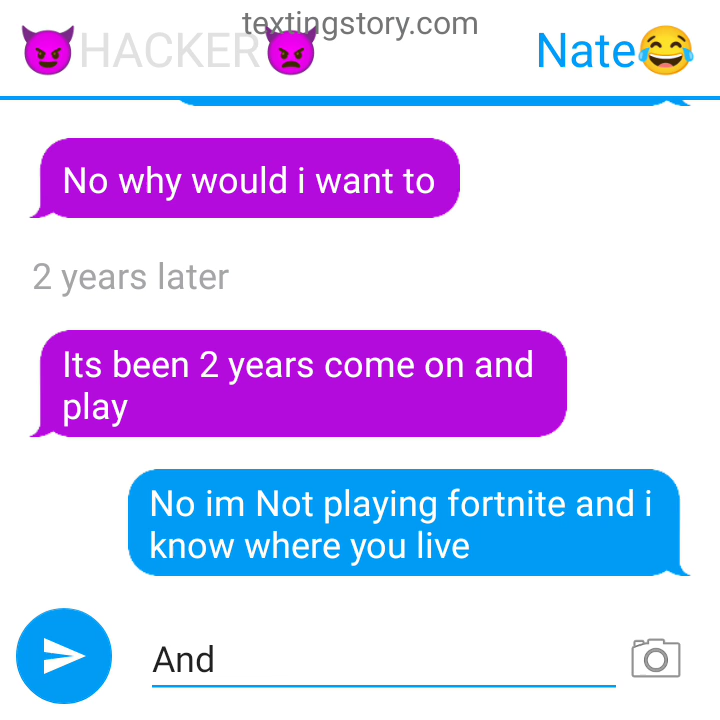 textingstory.com
😈HACKER👿
Nate😂
No why would i want to
2 years later
Its been 2 years come on and
play
No im Not playing fortnite and i
know where you live
And